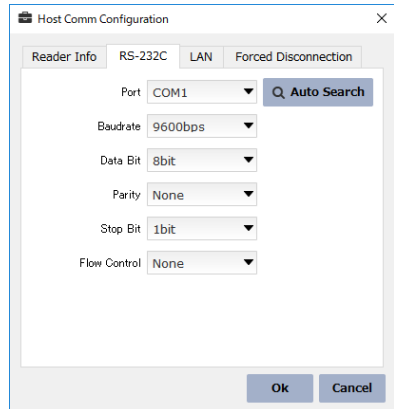 Host Comm Configuration
Reader Info RS-232C LAN Forced Disconnection
Port COM1 Auto Search
Baudrate 9600bps
Data Bit 8bit
Parity None
Stop Bit 1bit
Flow Control None
Ok Cancel